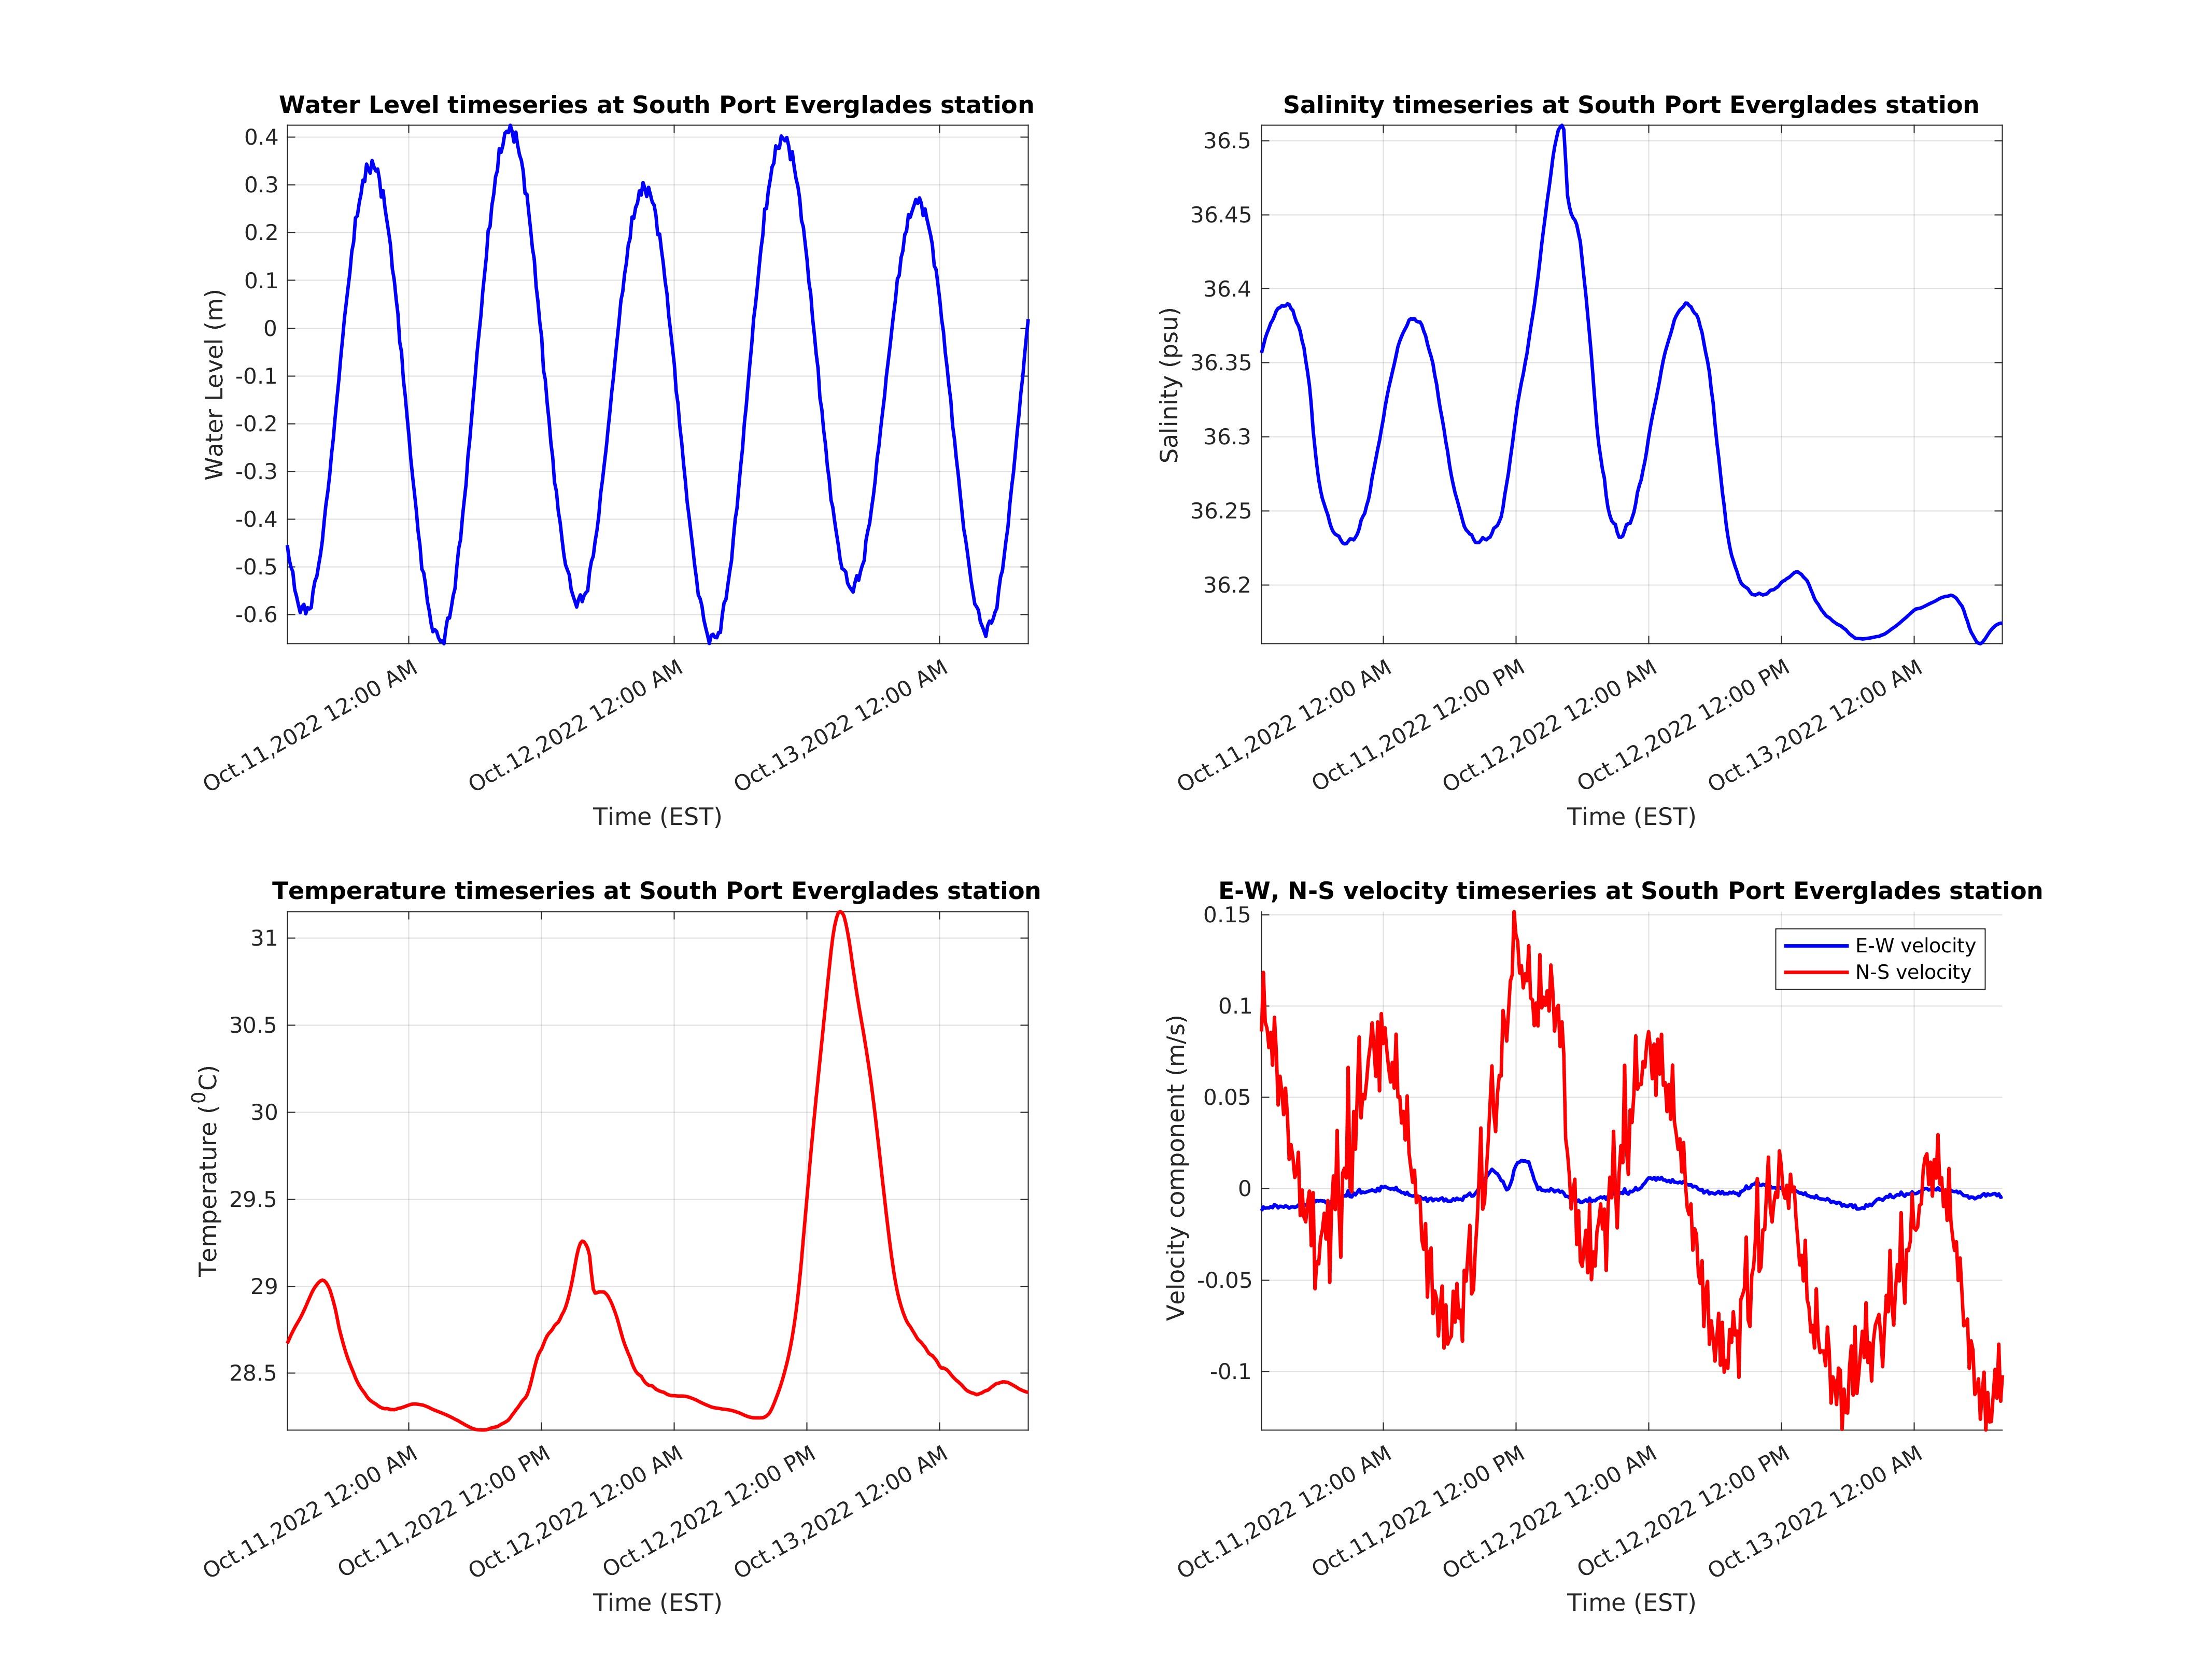 Water Level timeseries at South Port Everglades station
0.4
0.3
0.2
0.1
0
-0.1
-0.2
-0.3
-0.4
-0.5
-0.6
Water Level (m)
Oct.11,2022 12:00 AM
Oct.12,2022 12:00 AM
Oct.13,2022 12:00 AM
Time (EST)
Salinity timeseries at South Port Everglades station
36.5
36.45
36.4
36.35
36.3
36.25
36.2
Salinity (psu)
Oct.11,2022 12:00 AM
Oct.11,2022 12:00 PM
Oct.12,2022 12:00 AM
Oct.12,2022 12:00 PM
Oct.13,2022 12:00 AM
Time (EST)
Temperature timeseries at South Port Everglades station
31
30.5
30
29.5
29
28.5
Temperature (⁰C)
Oct.11,2022 12:00 AM
Oct.11,2022 12:00 PM
Oct.12,2022 12:00 AM
Oct.12,2022 12:00 PM
Oct.13,2022 12:00 AM
Time (EST)
E-W, N-S velocity timeseries at South Port Everglades station
0.15
0.1
0.05
0
-0.05
-0.1
Velocity component (m/s)
E-W velocity
N-S velocity
Oct.11,2022 12:00 AM
Oct.11,2022 12:00 PM
Oct.12,2022 12:00 AM
Oct.12,2022 12:00 PM
Oct.13,2022 12:00 AM
Time (EST)